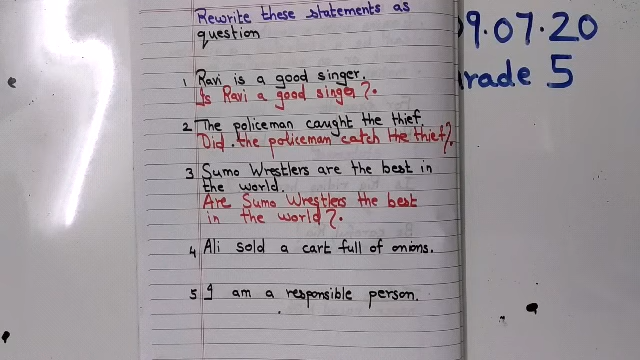 Rewrite these statements as
question
9.07.20
rade 5
1 Ravi is a good singer.
Is Ravi a good singer?.
2 The policeman caught the thief.
Did the policeman catch the thief?.
3 Sumo Wrestlers are the best in
the world.
Are Sumo Wrestlers the best
in the world?.
4 Ali sold a cart full of onions.
5 I am a responsible person.